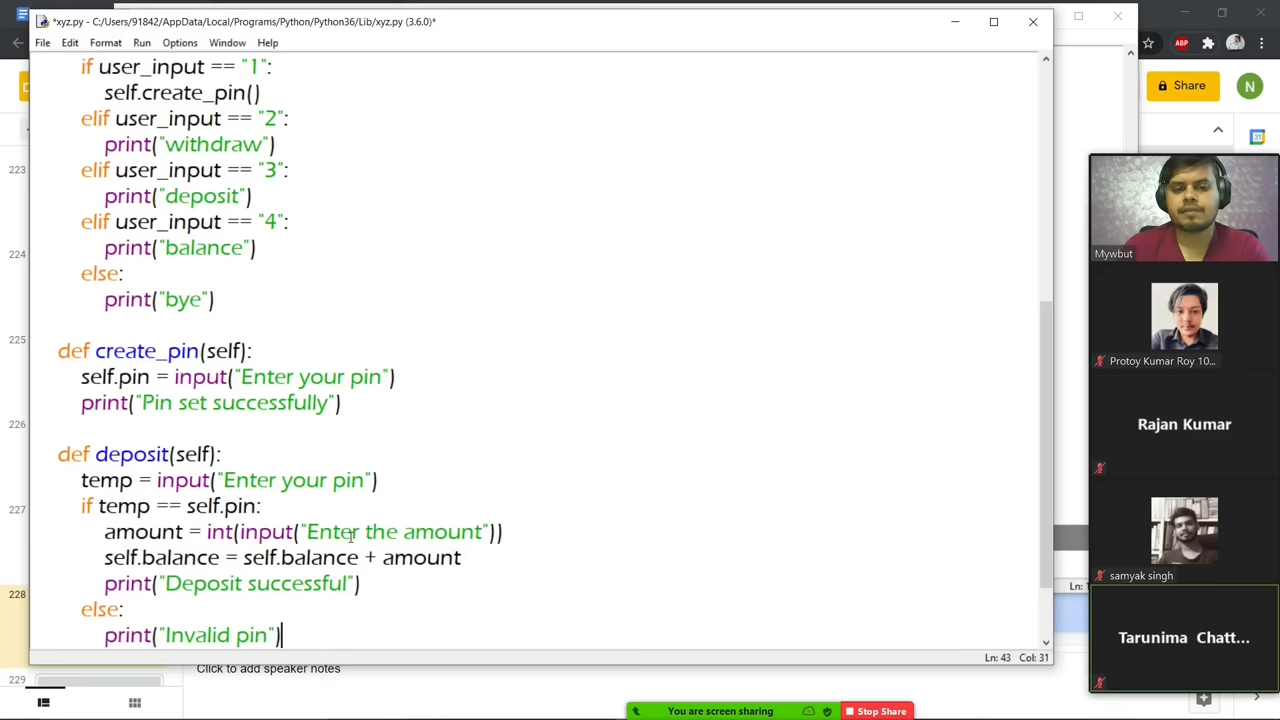 *xyz.py - C:/Users/91842/AppData/Local/Programs/Python/Python36/Lib/xyz.py (3.6.0)*
File Edit Format Run Options Window Help
if user_input == "1":
self.create_pin()
elif user_input == "2":
print("withdraw")
elif user_input == "3":
print("deposit")
elif user_input == "4":
print("balance")
else:
print("bye")
def create_pin(self):
self.pin = input("Enter your pin")
print("Pin set successfully")
def deposit(self):
temp = input("Enter your pin")
if temp == self.pin:
amount = int(input("Enter the amount"))
self.balance = self.balance + amount
print("Deposit successful")
else:
print("Invalid pin")
Ln: 43 Col: 31
223
224
225
226
227
228
229
Click to add speaker notes
ABP
Share
N
31
Ln: 1
Mywbut
Protoy Kumar Roy 10...
Rajan Kumar
samyak singh
Tarunima Chatt...
You are screen sharing
Stop Share